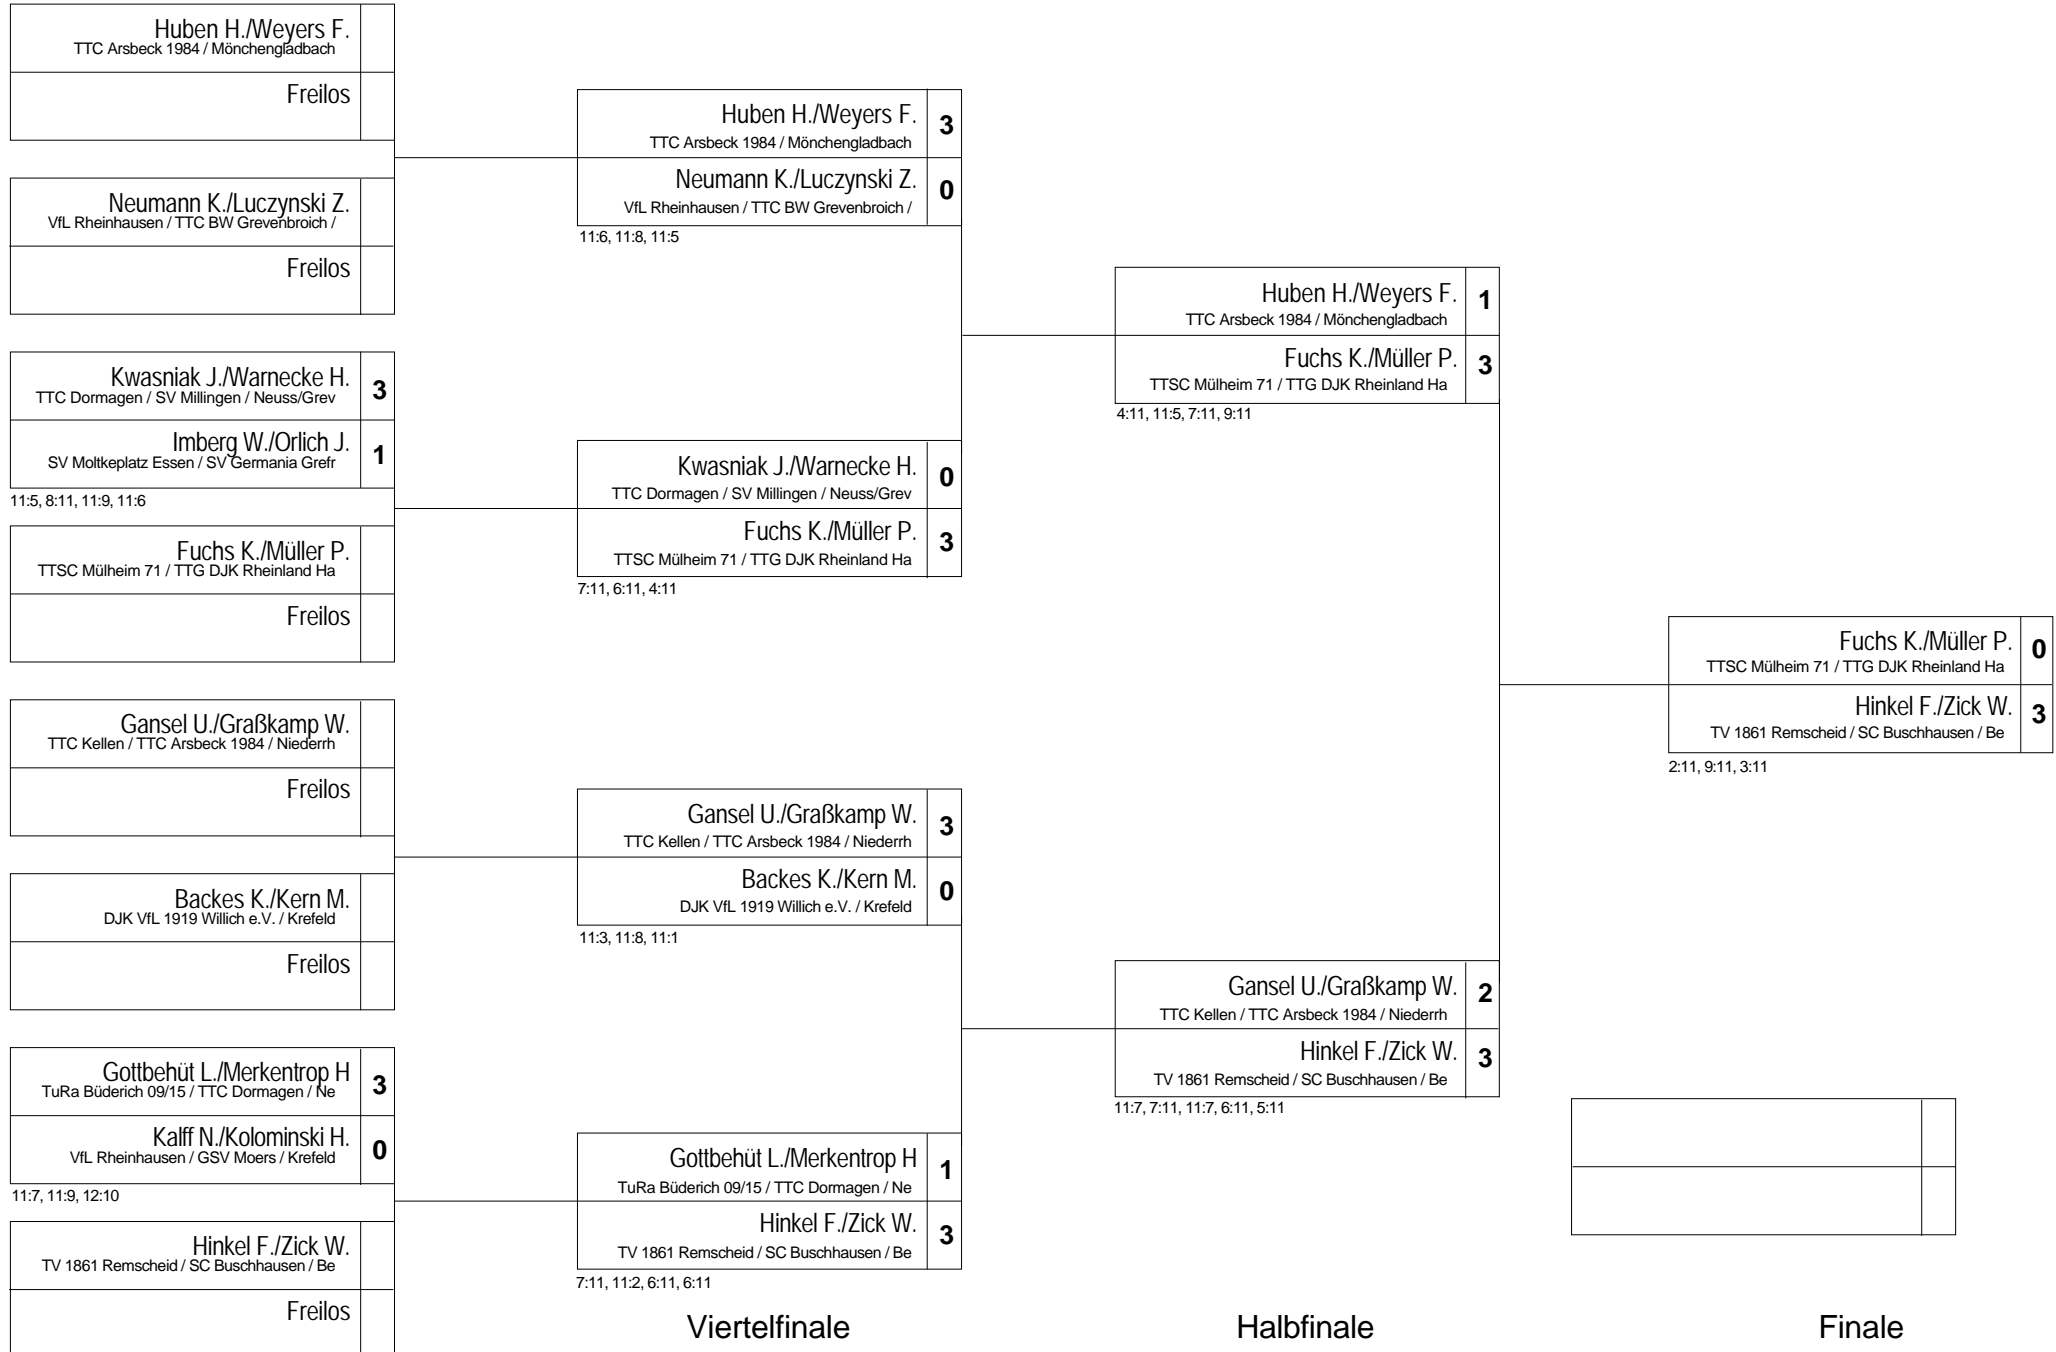 Huben H./Weyers F.
TTC Arsbeck 1984 / Mönchengladbach
Freilos
Neumann K./Luczynski Z.
VfL Rheinhausen / TTC BW Grevenbroich /
Freilos
Kwasniak J./Warnecke H. 3
TTC Dormagen / SV Millingen / Neuss/Grev
Imberg W./Orlich J. 1
SV Moltkeplatz Essen / SV Germania Grefr
11:5, 8:11, 11:9, 11:6
Fuchs K./Müller P.
TTSC Mülheim 71 / TTG DJK Rheinland Ha
Freilos
Gansel U./Graßkamp W.
TTC Kellen / TTC Arsbeck 1984 / Niederrh
Freilos
Backes K./Kern M.
DJK VfL 1919 Willich e.V. / Krefeld
Freilos
Gottbehüt L./Merkentrop H 3
TuRa Büderich 09/15 / TTC Dormagen / Ne
Kalff N./Kolominski H. 0
VfL Rheinhausen / GSV Moers / Krefeld
11:7, 11:9, 12:10
Hinkel F./Zick W.
TV 1861 Remscheid / SC Buschhausen / Be
Freilos
Huben H./Weyers F. 3
TTC Arsbeck 1984 / Mönchengladbach
Neumann K./Luczynski Z. 0
VfL Rheinhausen / TTC BW Grevenbroich /
11:6, 11:8, 11:5
Kwasniak J./Warnecke H. 0
TTC Dormagen / SV Millingen / Neuss/Grev
Fuchs K./Müller P. 3
TTSC Mülheim 71 / TTG DJK Rheinland Ha
7:11, 6:11, 4:11
Gansel U./Graßkamp W. 3
TTC Kellen / TTC Arsbeck 1984 / Niederrh
Backes K./Kern M. 0
DJK VfL 1919 Willich e.V. / Krefeld
11:3, 11:8, 11:1
Gottbehüt L./Merkentrop H 1
TuRa Büderich 09/15 / TTC Dormagen / Ne
Hinkel F./Zick W. 3
TV 1861 Remscheid / SC Buschhausen / Be
7:11, 11:2, 6:11, 6:11
Viertelfinale
Huben H./Weyers F. 1
TTC Arsbeck 1984 / Mönchengladbach
Fuchs K./Müller P. 3
TTSC Mülheim 71 / TTG DJK Rheinland Ha
4:11, 11:5, 7:11, 9:11
Gansel U./Graßkamp W. 2
TTC Kellen / TTC Arsbeck 1984 / Niederrh
Hinkel F./Zick W. 3
TV 1861 Remscheid / SC Buschhausen / Be
11:7, 7:11, 11:7, 6:11, 5:11
Halbfinale
Fuchs K./Müller P. 0
TTSC Mülheim 71 / TTG DJK Rheinland Ha
Hinkel F./Zick W. 3
TV 1861 Remscheid / SC Buschhausen / Be
2:11, 9:11, 3:11
Finale